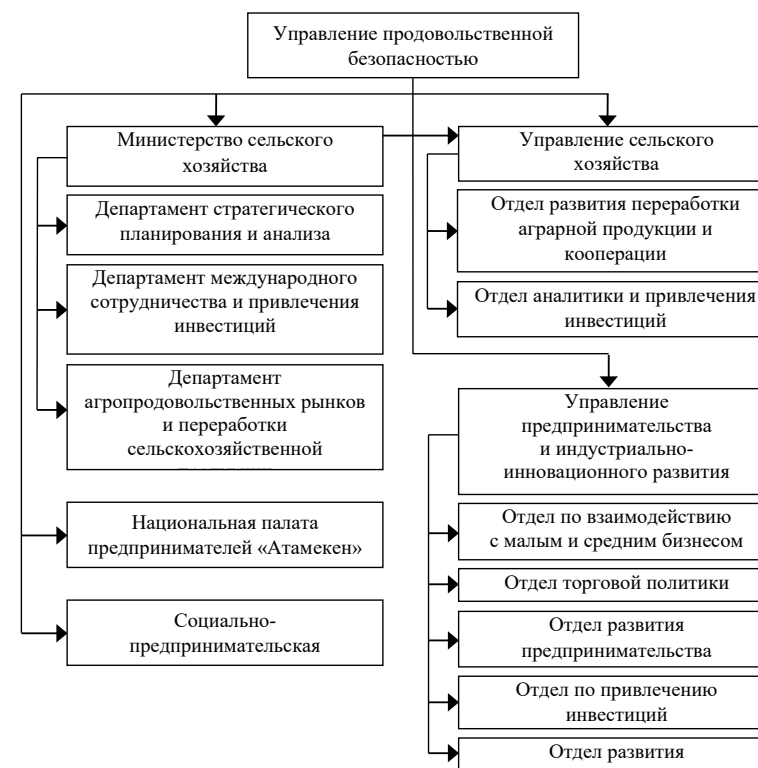 Управление продовольственной
безопасностью
Министерство сельского
хозяйства
Департамент стратегического
планирования и анализа
Департамент международного
сотрудничества и привлечения
инвестиций
Департамент
агропродовольственных рынков
и переработки
сельскохозяйственной
Национальная палата
предпринимателей «Атамекен»
Социально-
предпринимательская
Управление сельского
хозяйства
Отдел развития переработки
аграрной продукции и
кооперации
Отдел аналитики и привлечения
инвестиций
Управление
предпринимательства
и индустриально-
инновационного развития
Отдел по взаимодействию
с малым и средним бизнесом
Отдел торговой политики
Отдел развития
предпринимательства
Отдел по привлечению
инвестиций
Отдел развития